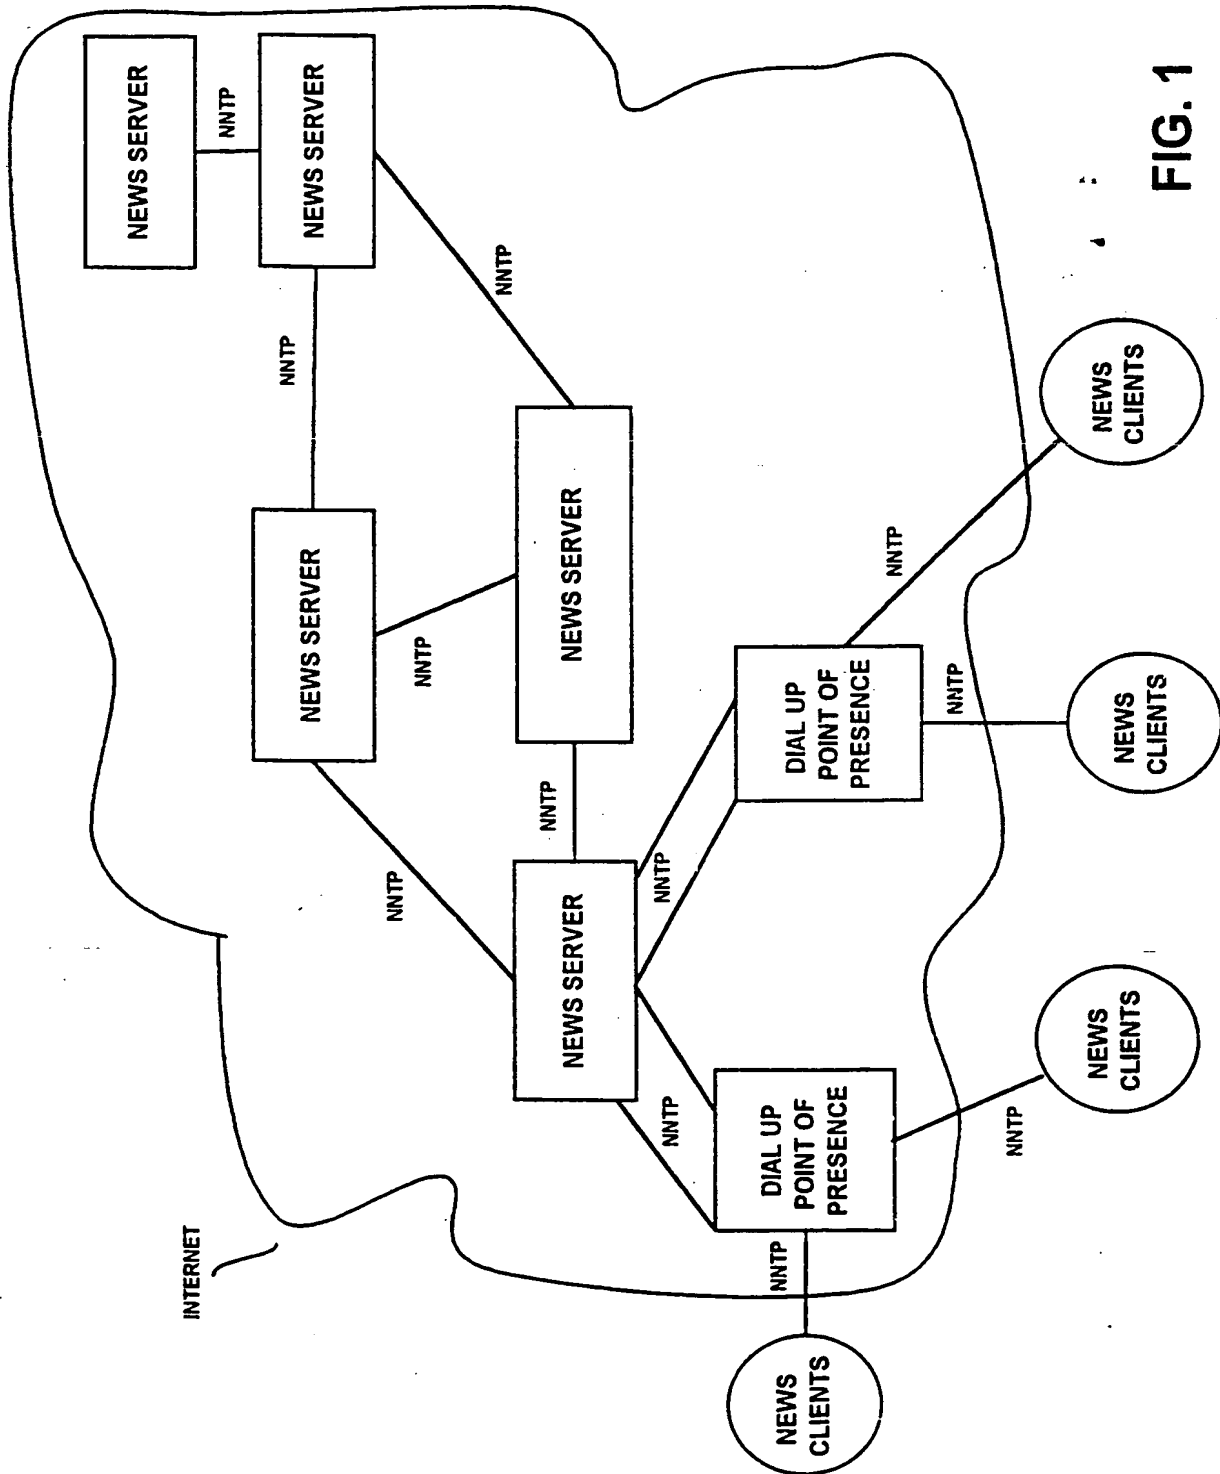 NEWS SERVER
INTERNET
NNTP
NNTP
NEWS SERVER
NEWS SERVER
NNTP
NNTP
NNTP
NNTP
NEWS SERVER
NEWS SERVER
NNTP
NNTP
NNTP
NEWS
CLIENTS
DIAL UP
POINT OF
PRESENCE
DIAL UP
POINT OF
PRESENCE
NNTP
NNTP
NNTP
NEWS
CLIENTS
NEWS
CLIENTS
NEWS
CLIENTS
FIG. 1